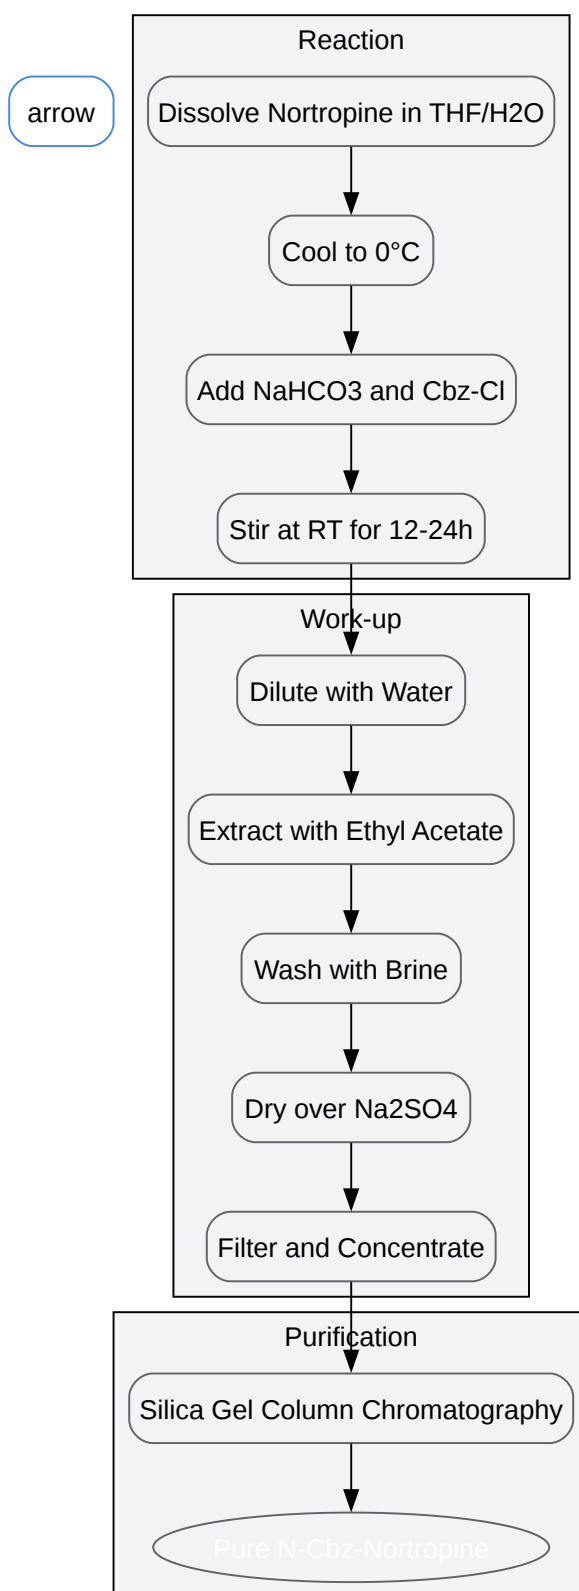 Reaction
arrow
Dissolve Nortropine in THF/H2O
Cool to 0°C
Add NaHCO3 and Cbz-Cl
Stir at RT for 12-24h
Work-up
Dilute with Water
Extract with Ethyl Acetate
Wash with Brine
Dry over Na2SO4
Filter and Concentrate
Purification
Silica Gel Column Chromatography
Pure N-Cbz-Nortropine